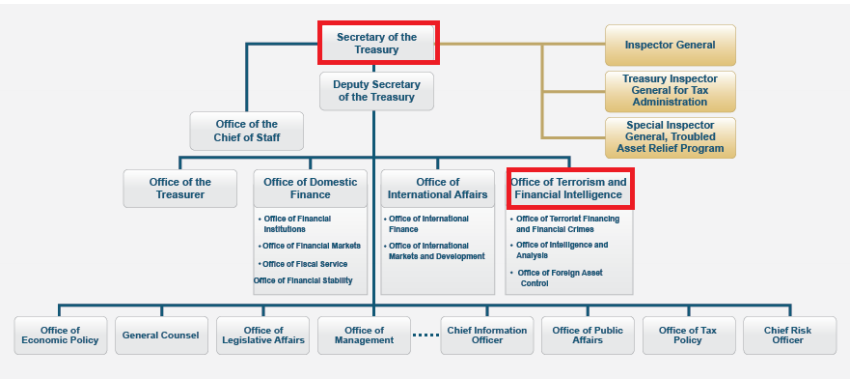 Secretary of the
Treasury
Inspector General
Deputy Secretary
of the Treasury
Treasury Inspector
General for Tax
Administration
Office of the
Chief of Staff
Special Inspector
General, Troubled
Asset Relief Program
Office of the
Treasurer
Office of Domestic
Finance
• Office of Financial
Institutions
• Office of Financial Markets
• Office of Fiscal Service
Office of Financial Stability
Office of
International Affairs
• Office of International
Finance
• Office of International
Markets and Development
Office of Terrorism and
Financial Intelligence
• Office of Terrorist Financing
and Financial Crimes
• Office of Intelligence and
Analysis
• Office of Foreign Asset
Control
Office of
Economic Policy
General Counsel
Office of
Legislative Affairs
Office of
Management
Chief Information
Officer
Office of Public
Affairs
Office of Tax
Policy
Chief Risk
Officer